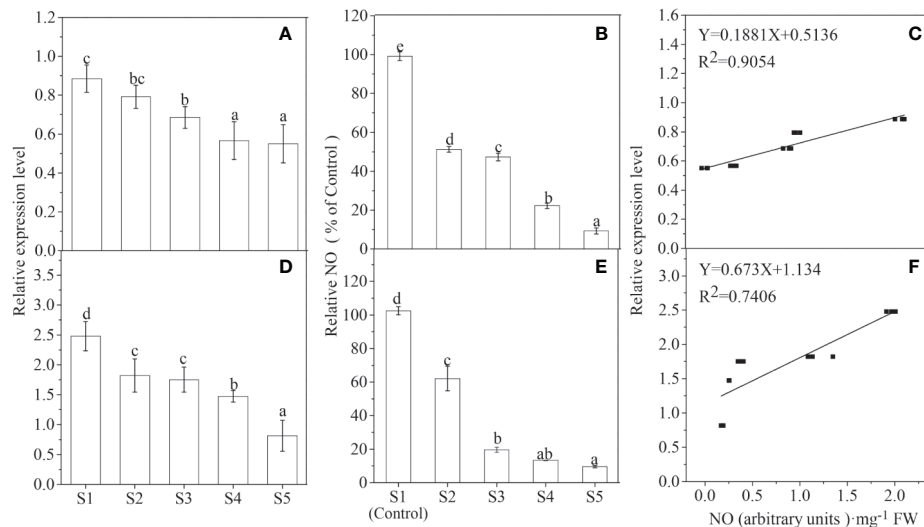 A
B
C
D
E
F
Relative expression level
1.2
1.0
0.8
0.6
0.4
0.2
0.0
c
bc
b
a
a
3.0
2.5
2.0
1.5
1.0
0.5
0.0
d
c
c
b
a
S1
S2
S3
S4
S5
Relative NO ( % of Control)
120
100
80
60
40
20
0
e
d
c
b
a
120
100
80
60
40
20
0
d
c
b
ab
a
S1
(Control)
S2
S3
S4
S5
Relative expression level
1.6
1.4
1.2
1.0
0.8
0.6
0.4
Y=0.1881X+0.5136
R²=0.9054
3.0
2.5
2.0
1.5
1.0
0.5
0.0
Y=0.673X+1.134
R²=0.7406
0.0
0.5
1.0
1.5
2.0
NO (arbitrary units )·mg⁻¹ FW